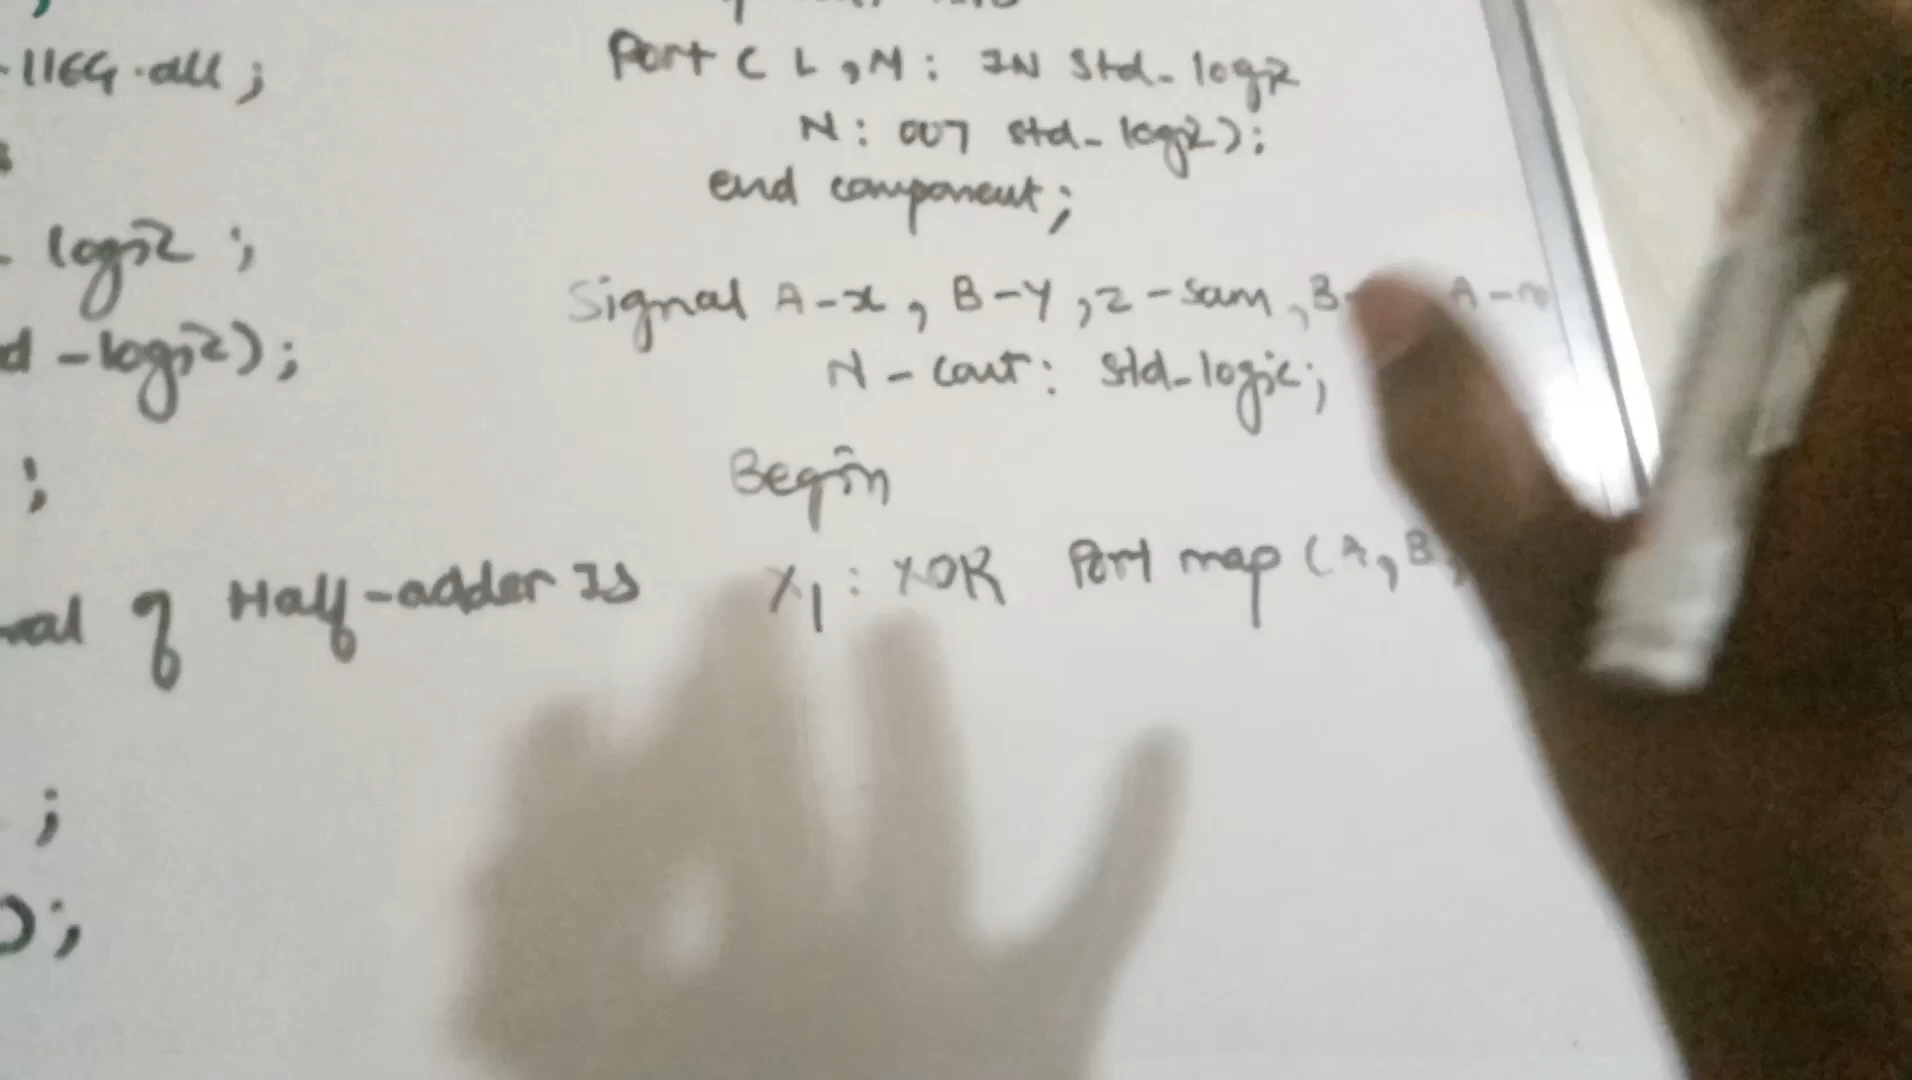 -1164.all;
Port ( L, M: IN Std-logic
N: OUT std-logic);
end component;
- logic;
d-logic);
Signal A-x, B-y, z-sum, B- A-m
N-cout: std-logic;
;
Begin
of Half-adder Is
X1: XOR Port map (A, B,
;
);